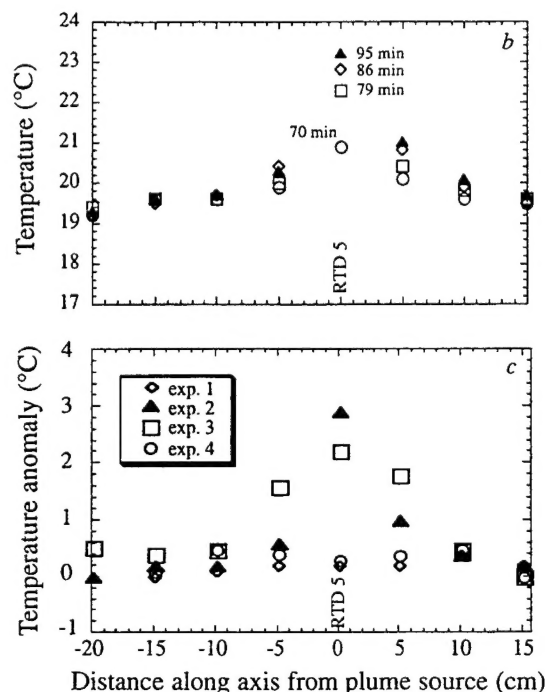 b
Temperature (°C)
24
23
22
21
20
19
18
17
95 min
86 min
79 min
70 min
RTD 5
c
Temperature anomaly (°C)
4
3
2
1
0
-1
exp. 1
exp. 2
exp. 3
exp. 4
RTD 5
-20 -15 -10 -5 0 5 10 15
Distance along axis from plume source (cm)